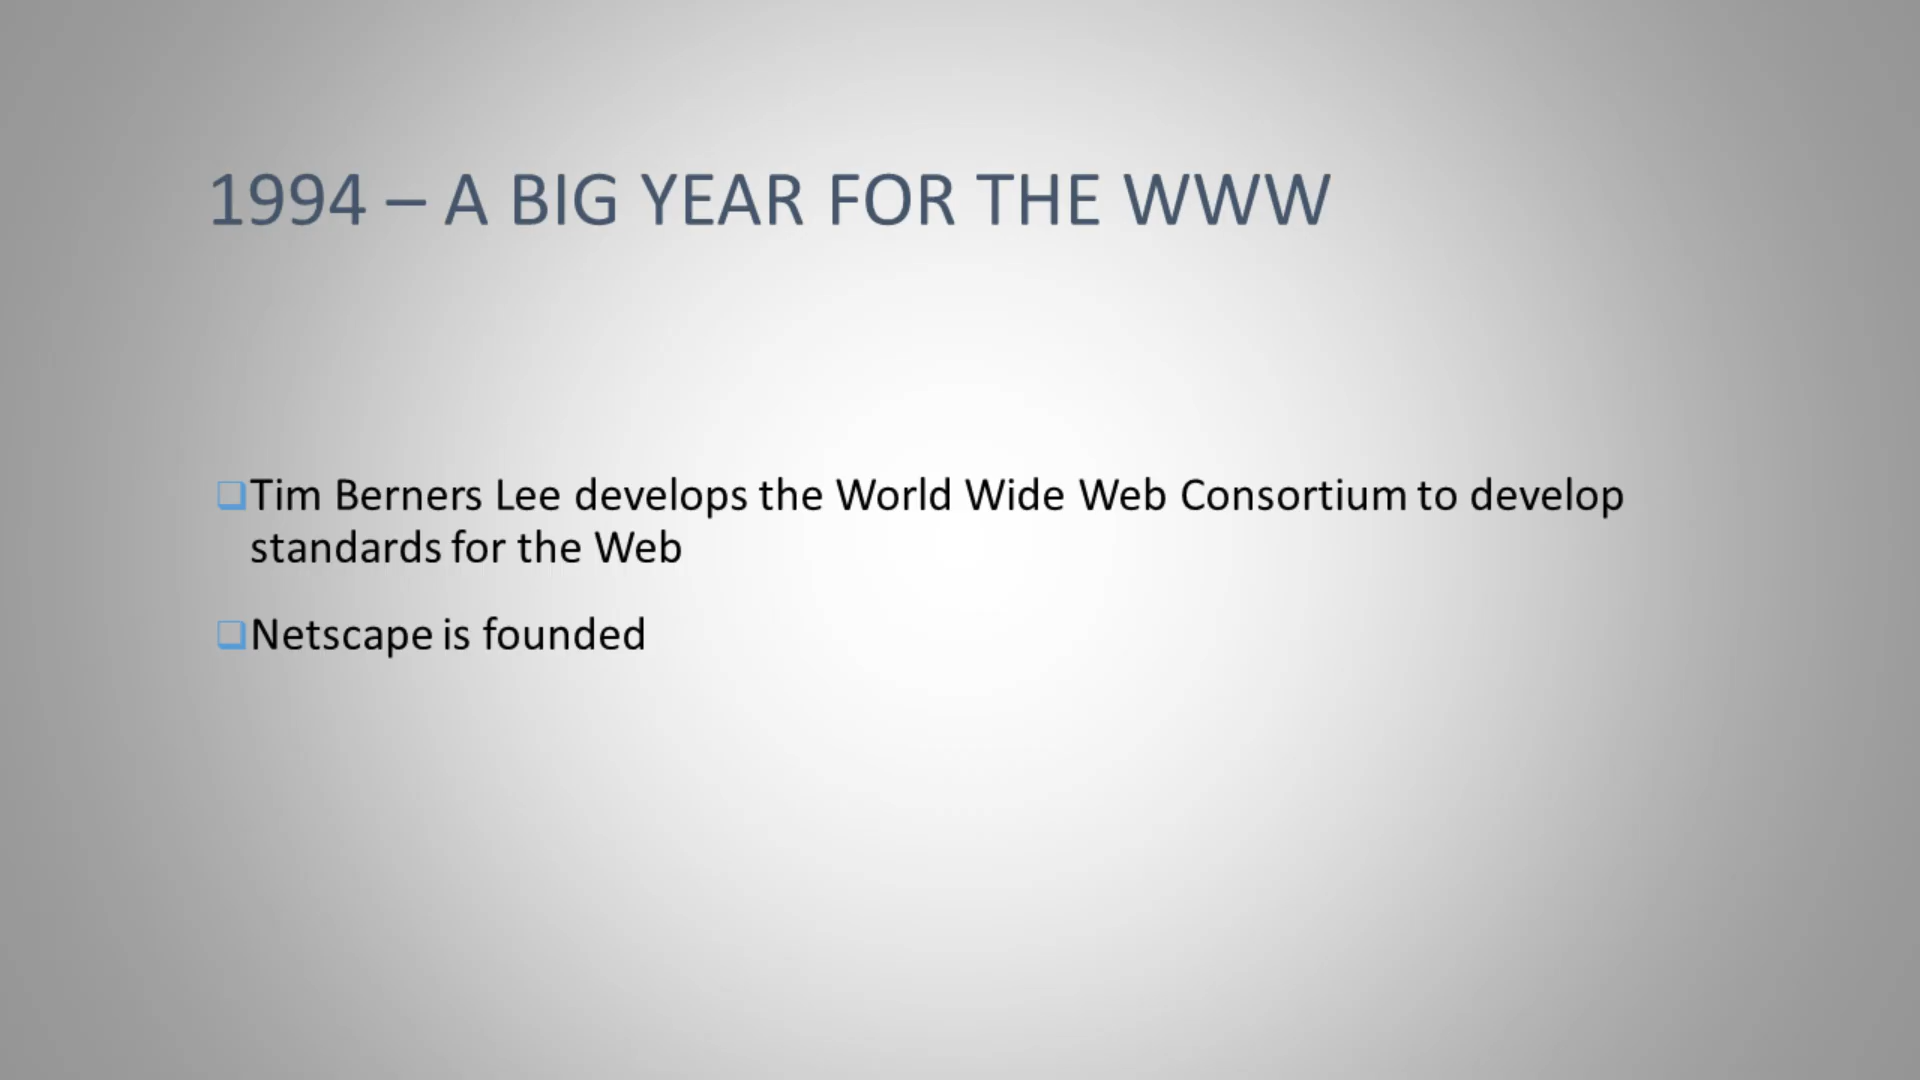 1994 – A BIG YEAR FOR THE WWW
Tim Berners Lee develops the World Wide Web Consortium to develop
standards for the Web
Netscape is founded